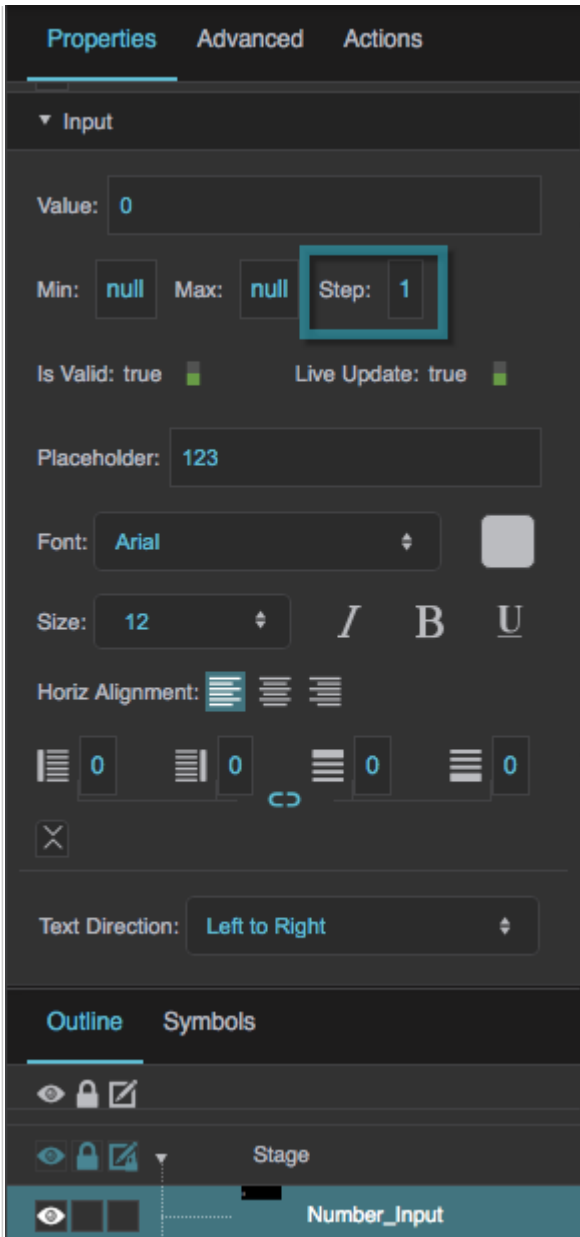 Properties Advanced Actions
Input
Value: 0
Min: null Max: null Step: 1
Is Valid: true Live Update: true
Placeholder: 123
Font: Arial
Size: 12 I B U
Horiz Alignment:
0 0 0 0
Text Direction: Left to Right
Outline Symbols
Stage
Number_Input